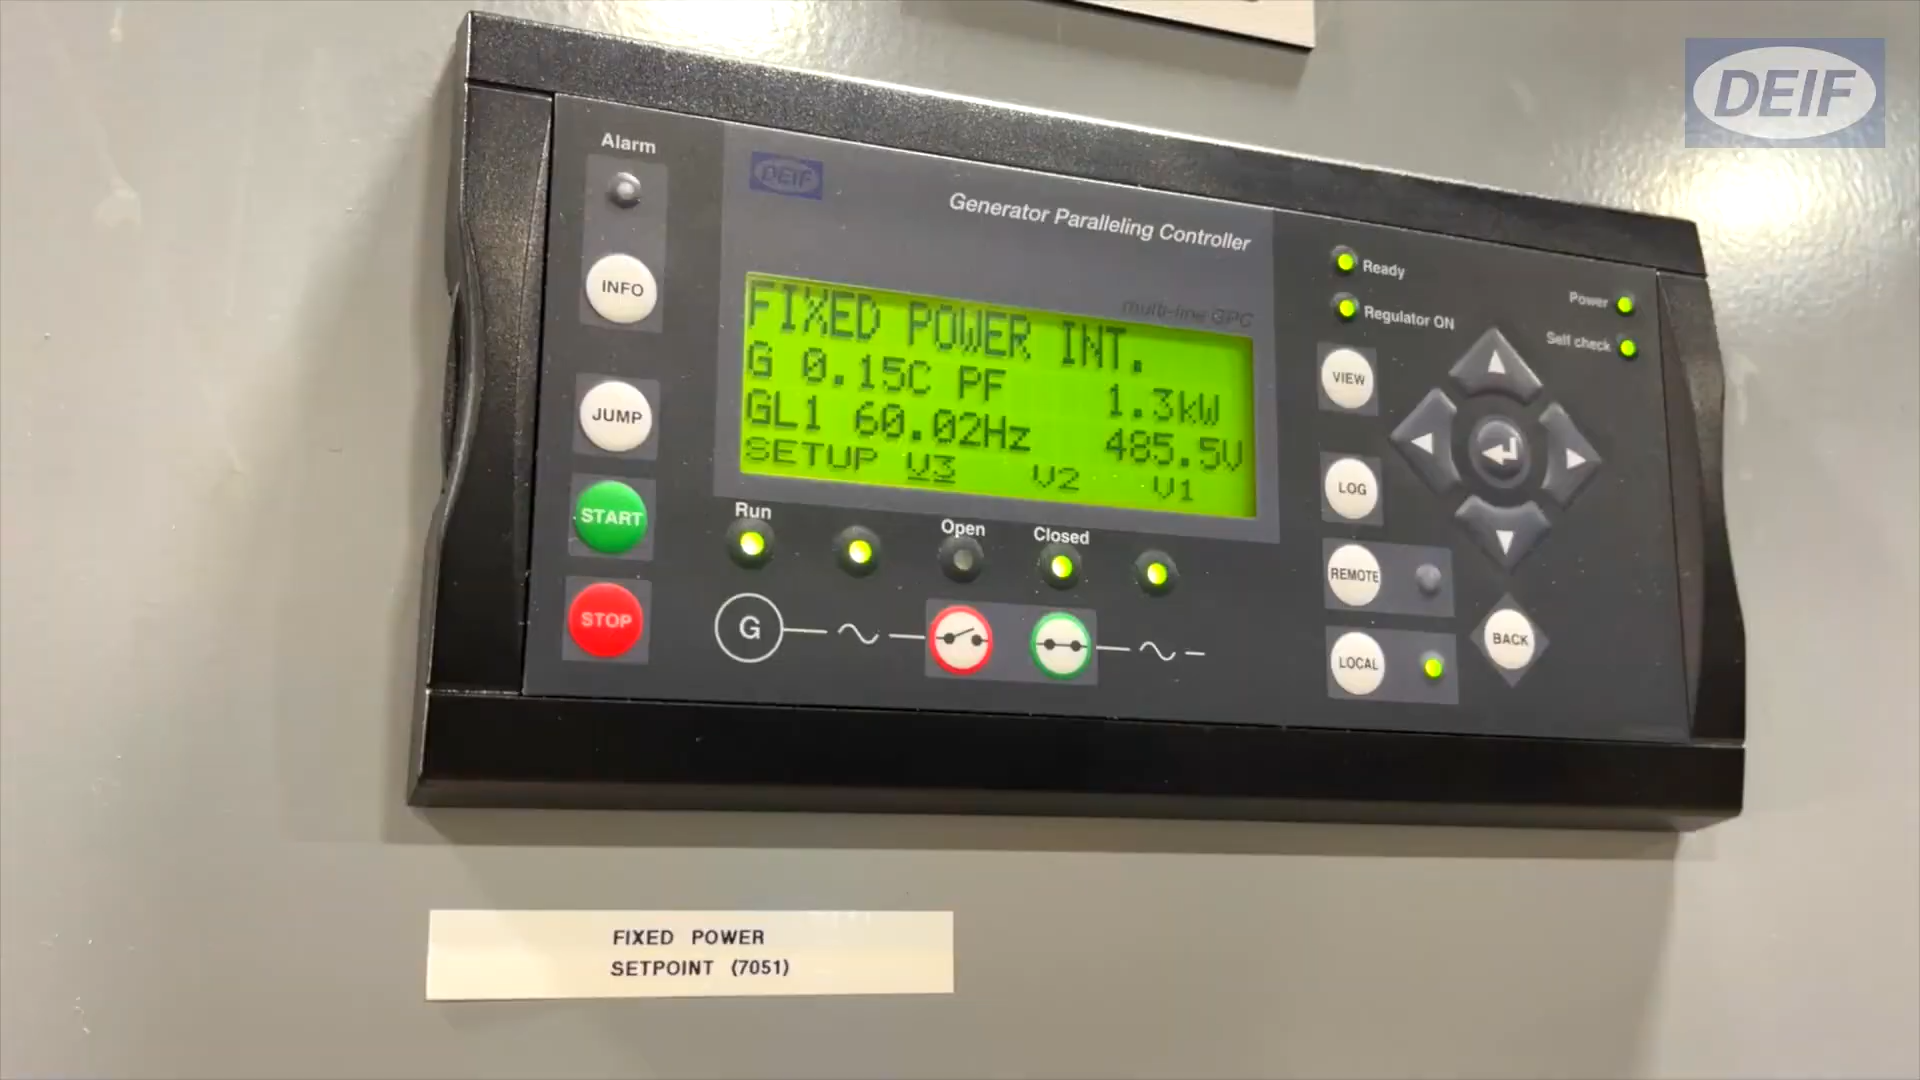 DEIF
Alarm
DEIF
Generator Paralleling Controller
multi-line GPC
INFO
JUMP
START
STOP
FIXED POWER INT.
G 0.15C PF 1.3kW
GL1 60.02Hz 485.5V
SETUP V3 V2 V1
Run
Open
Closed
G
Ready
Regulator ON
Power
Self check
VIEW
LOG
REMOTE
LOCAL
BACK
FIXED POWER
SETPOINT (7051)